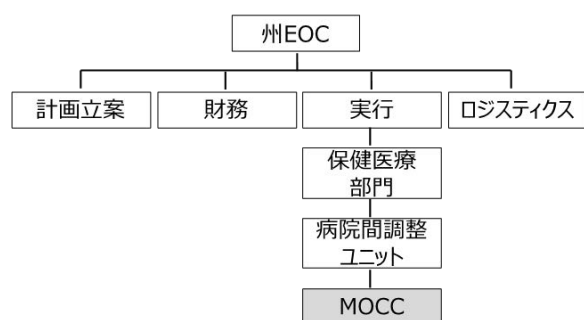 州EOC
計画立案
財務
実行
ロジスティクス
保健医療
部門
病院間調整
ユニット
MOCC